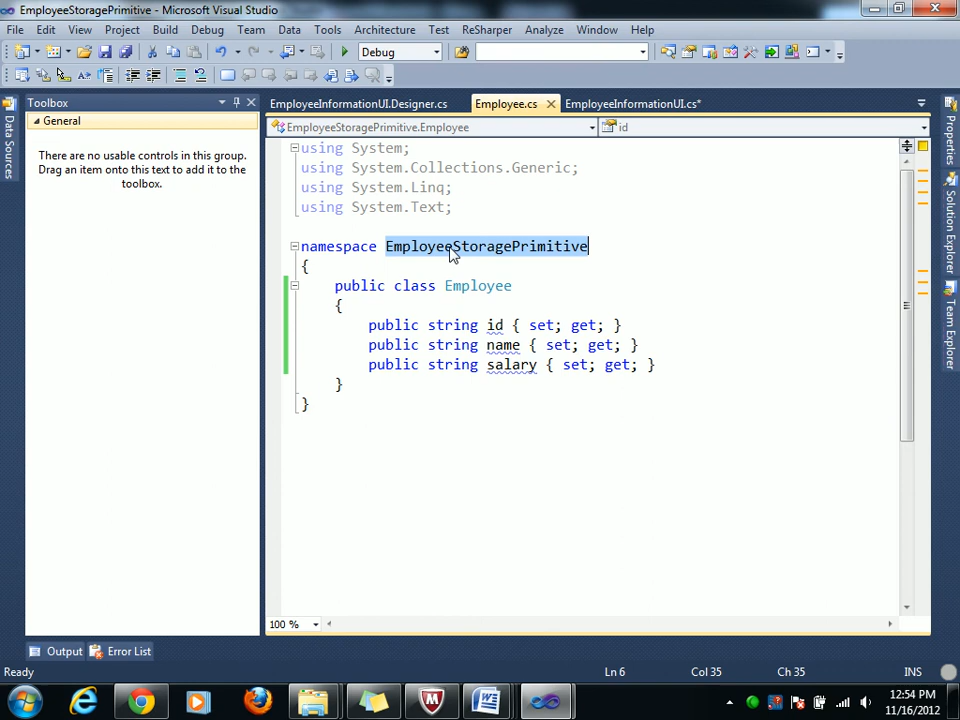 EmployeeStoragePrimitive - Microsoft Visual Studio
File Edit View Project Build Debug Team Data Tools Architecture Test ReSharper Analyze Window Help
Debug
Toolbox
EmployeeInformationUI.Designer.cs Employee.cs EmployeeInformationUI.cs*
General
EmployeeStoragePrimitive.Employee id
There are no usable controls in this group. Drag an item onto this text to add it to the toolbox.
Data Sources
Properties
Solution Explorer
Team Explorer
using System;
using System.Collections.Generic;
using System.Linq;
using System.Text;
namespace EmployeeStoragePrimitive
{
public class Employee
{
public string id { set; get; }
public string name { set; get; }
public string salary { set; get; }
}
}
100 %
Output Error List
Ready Ln 6 Col 35 Ch 35 INS
12:54 PM
11/16/2012